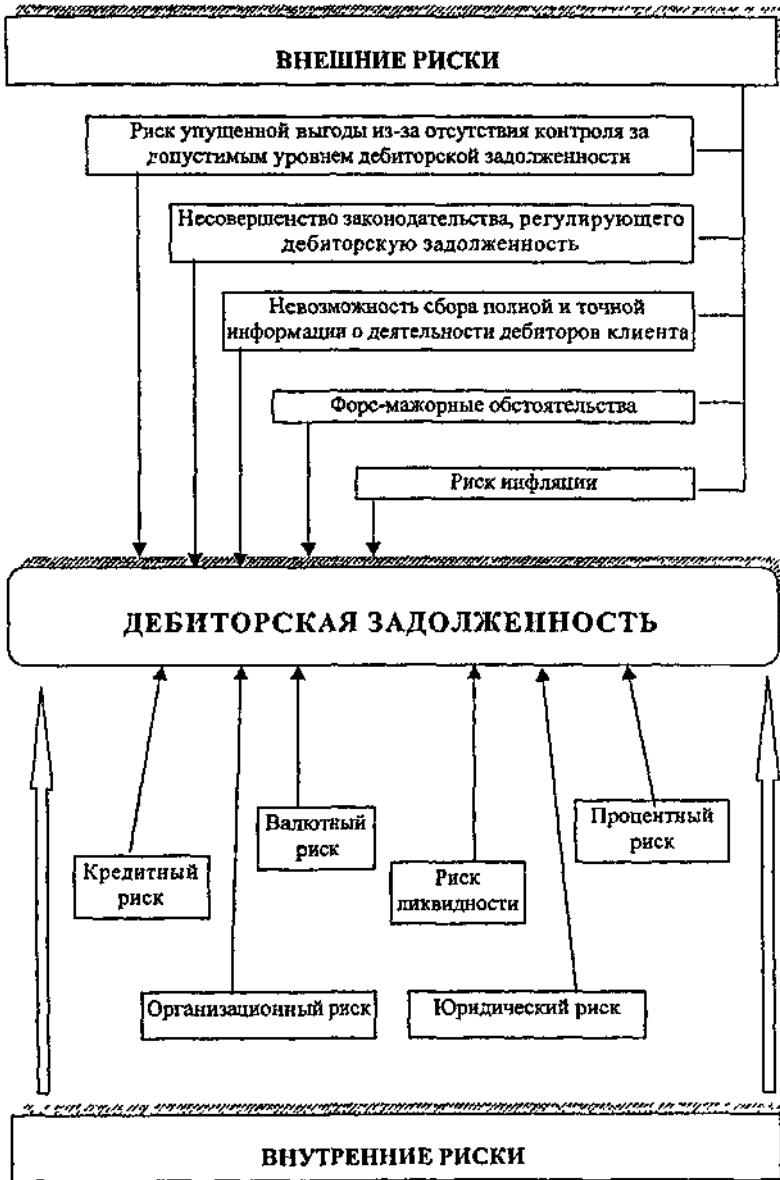 ВНЕШНИЕ РИСКИ
Риск упущенной выгоды из-за отсутствия контроля за
допустимым уровнем дебиторской задолженности
Несовершенство законодательства, регулирующего
дебиторскую задолженность
Невозможность сбора полной и точной
информации о деятельности дебиторов клиента
Форс-мажорные обстоятельства
Риск инфляции
ДЕБИТОРСКАЯ ЗАДОЛЖЕННОСТЬ
Валютный
риск
Процентный
риск
Кредитный
риск
Риск
ликвидности
Организационный риск
Юридический риск
ВНУТРЕННИЕ РИСКИ